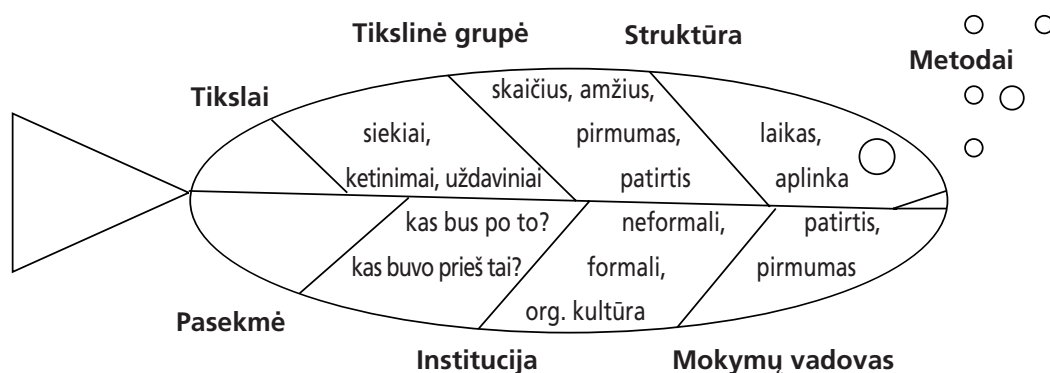 Tikslinė grupė
Struktūra
Metodai
Tikslai
skaičius, amžius,
siekiai,
pirmumas,
laikas,
ketinimai, uždaviniai
patirtis
aplinka
kas bus po to?
neformali,
patirtis,
kas buvo prieš tai?
formali,
pirmumas
org. kultūra
Pasekmė
Institucija
Mokymų vadovas